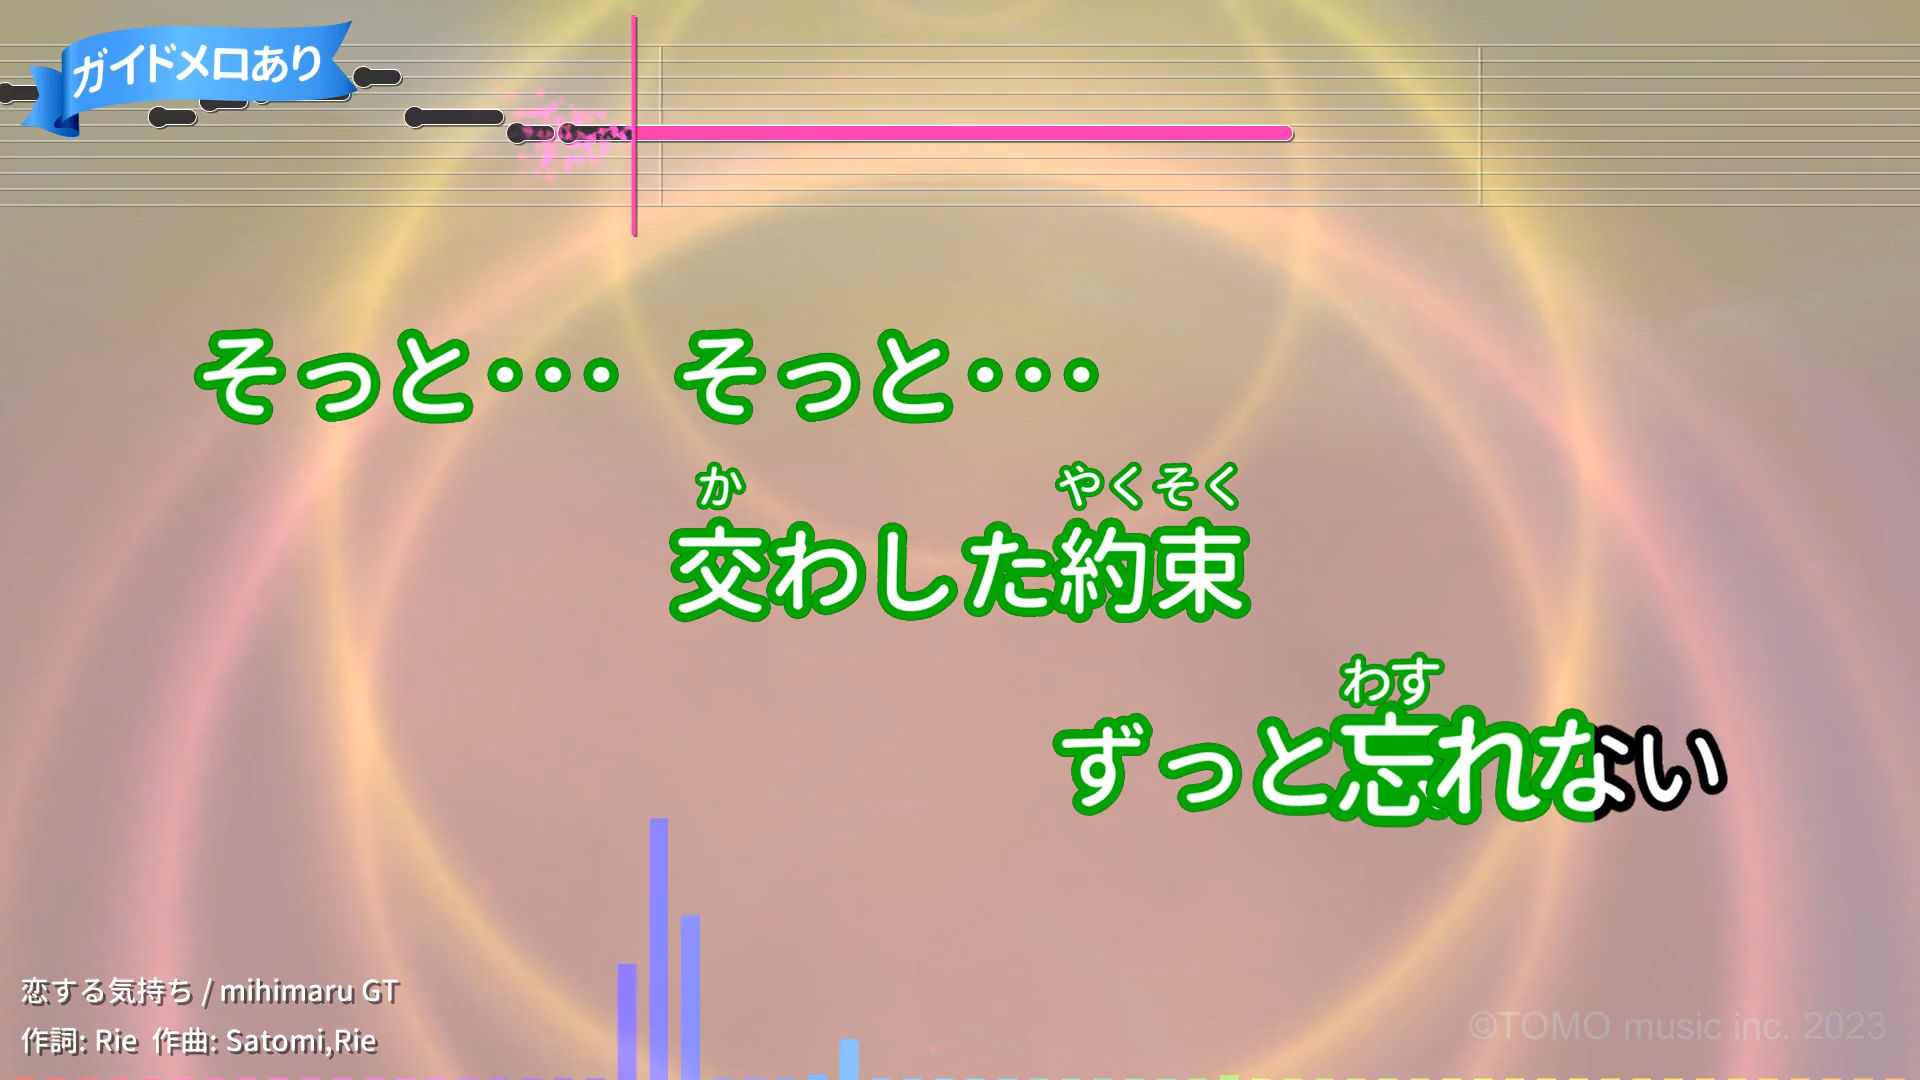 ガイドメロあり
そっと・・・ そっと・・・
か やくそく
交わした約束
わす
ずっと忘れない
恋する気持ち / mihimaru GT
作詞: Rie 作曲: Satomi,Rie
©TOMO music inc. 2023